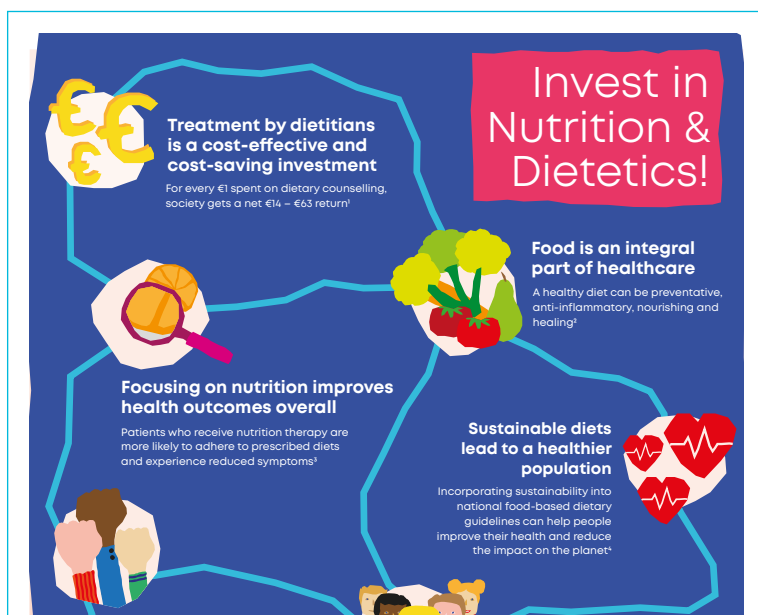 Invest in
Nutrition &
Dietetics!
Treatment by dietitians
is a cost-effective and
cost-saving investment
For every €1 spent on dietary counselling,
society gets a net €14 – €63 return¹
Food is an integral
part of healthcare
A healthy diet can be preventative,
anti-inflammatory, nourishing and
healing²
Focusing on nutrition improves
health outcomes overall
Patients who receive nutrition therapy are
more likely to adhere to prescribed diets
and experience reduced symptoms³
Sustainable diets
lead to a healthier
population
Incorporating sustainability into
national food-based dietary
guidelines can help people
improve their health and reduce
the impact on the planet⁴